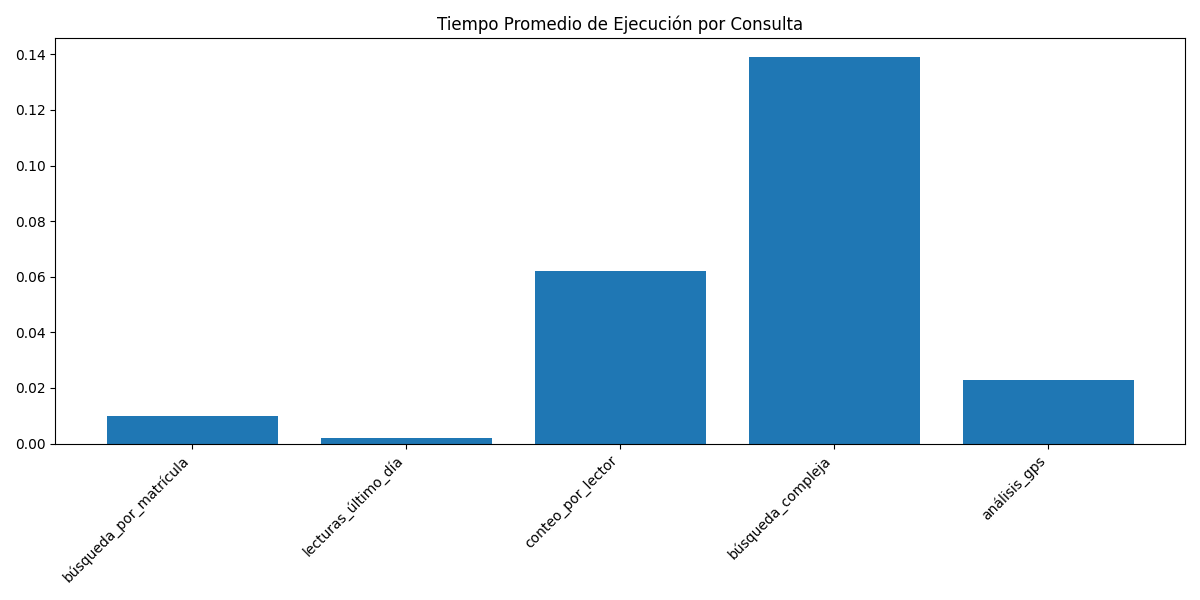 Tiempo Promedio de Ejecución por Consulta
0.14
0.12
0.10
0.08
0.06
0.04
0.02
0.00
búsqueda_por_matrícula
lecturas_último_día
conteo_por_lector
búsqueda_compleja
análisis_gps